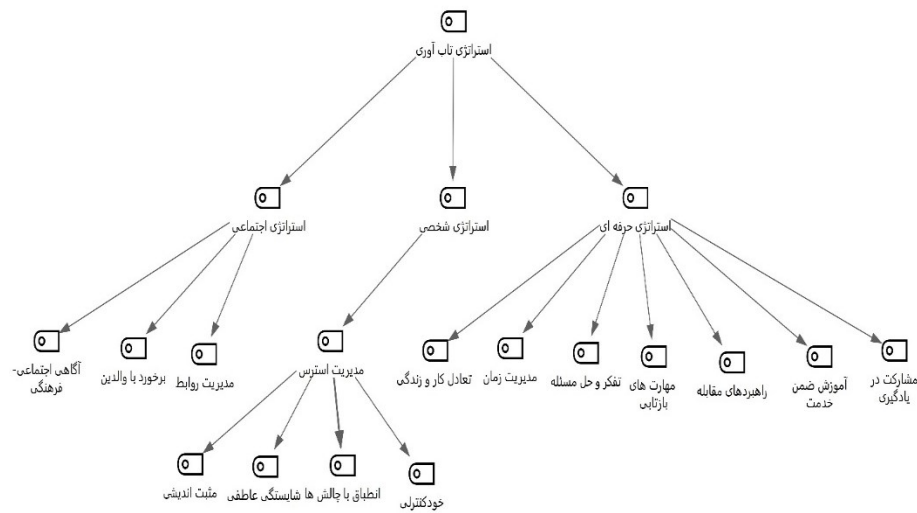 استراتژی تاب آوری
استراتژی حرفه ای
استراتژی شخصی
استراتژی اجتماعی
مشارکت در
یادگیری
آموزش ضمن
خدمت
راهبردهای مقابله
مهارت های
بازتابی
تفکر و حل مسئله
مدیریت زمان
تعادل کار و زندگی
مدیریت استرس
مدیریت روابط
برخورد با والدین
آگاهی اجتماعی-
فرهنگی
خودکنترلی
انطباق با چالش ها
شایستگی عاطفی
مثبت اندیشی